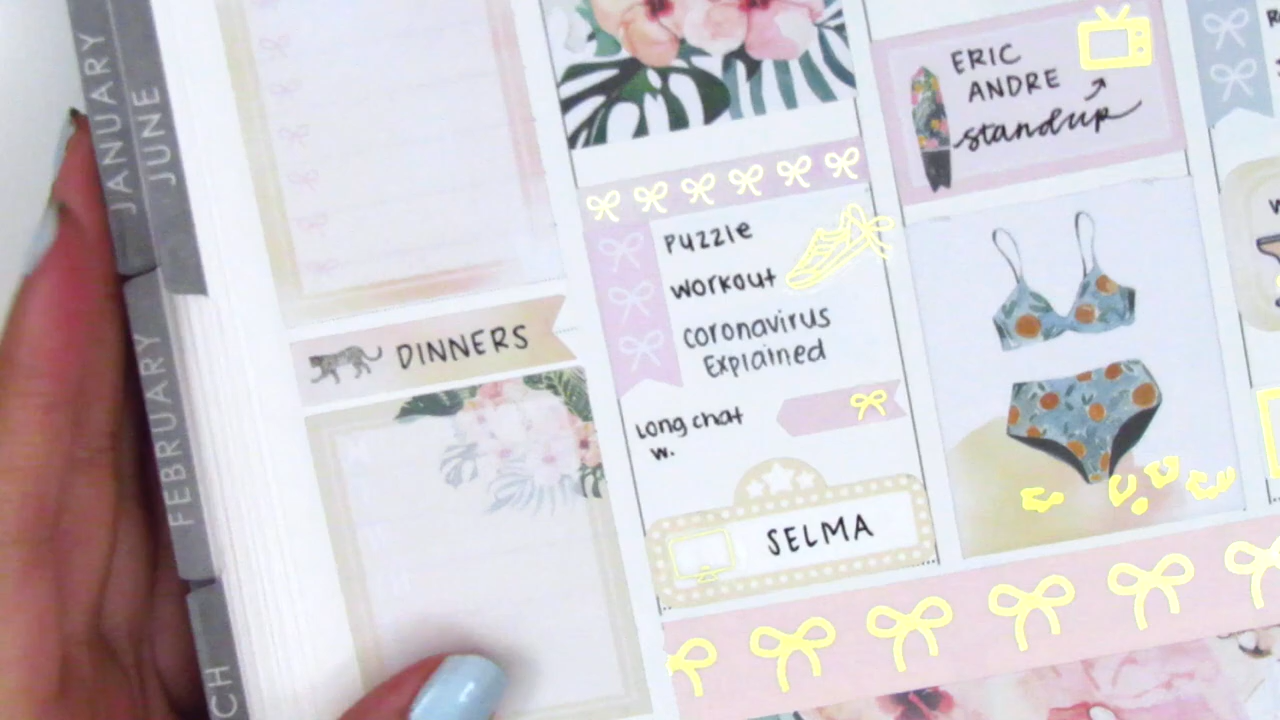 JANUARY
JUNE
FEBRUARY
CH
DINNERS
PUZZLE
WORKOUT
CORONAVIRUS
EXPLAINED
LONG CHAT
W.
SELMA
ERIC
ANDRE
standup